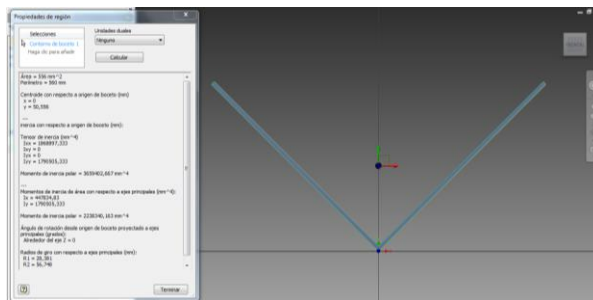 Propiedades de región
Selecciones
Contorno de boceto 1
Haga clic para añadir
Unidades duales
Ninguno
Calcular
Área = 556 mm^2
Perímetro = 560 mm
Centroide con respecto a origen de boceto (mm)
x = 0
y = 50,556
...
Inercia con respecto a origen de boceto (mm):
Tensor de inercia (mm^4)
Ixx = 1868897,333
Ixy = 0
Iyx = 0
Iyy = 1790505,333
Momento de inercia polar = 3659402,667 mm^4
...
Momentos de inercia de área con respecto a ejes principales (mm^4):
Ix = 447834,83
Iy = 1790505,333
Momento de inercia polar = 2238340,163 mm^4
Ángulo de rotación desde origen de boceto proyectado a ejes
principales (grados):
Alrededor del eje Z = 0
Radios de giro con respecto a ejes principales (mm):
R1 = 28,381
R2 = 56,748
Terminar